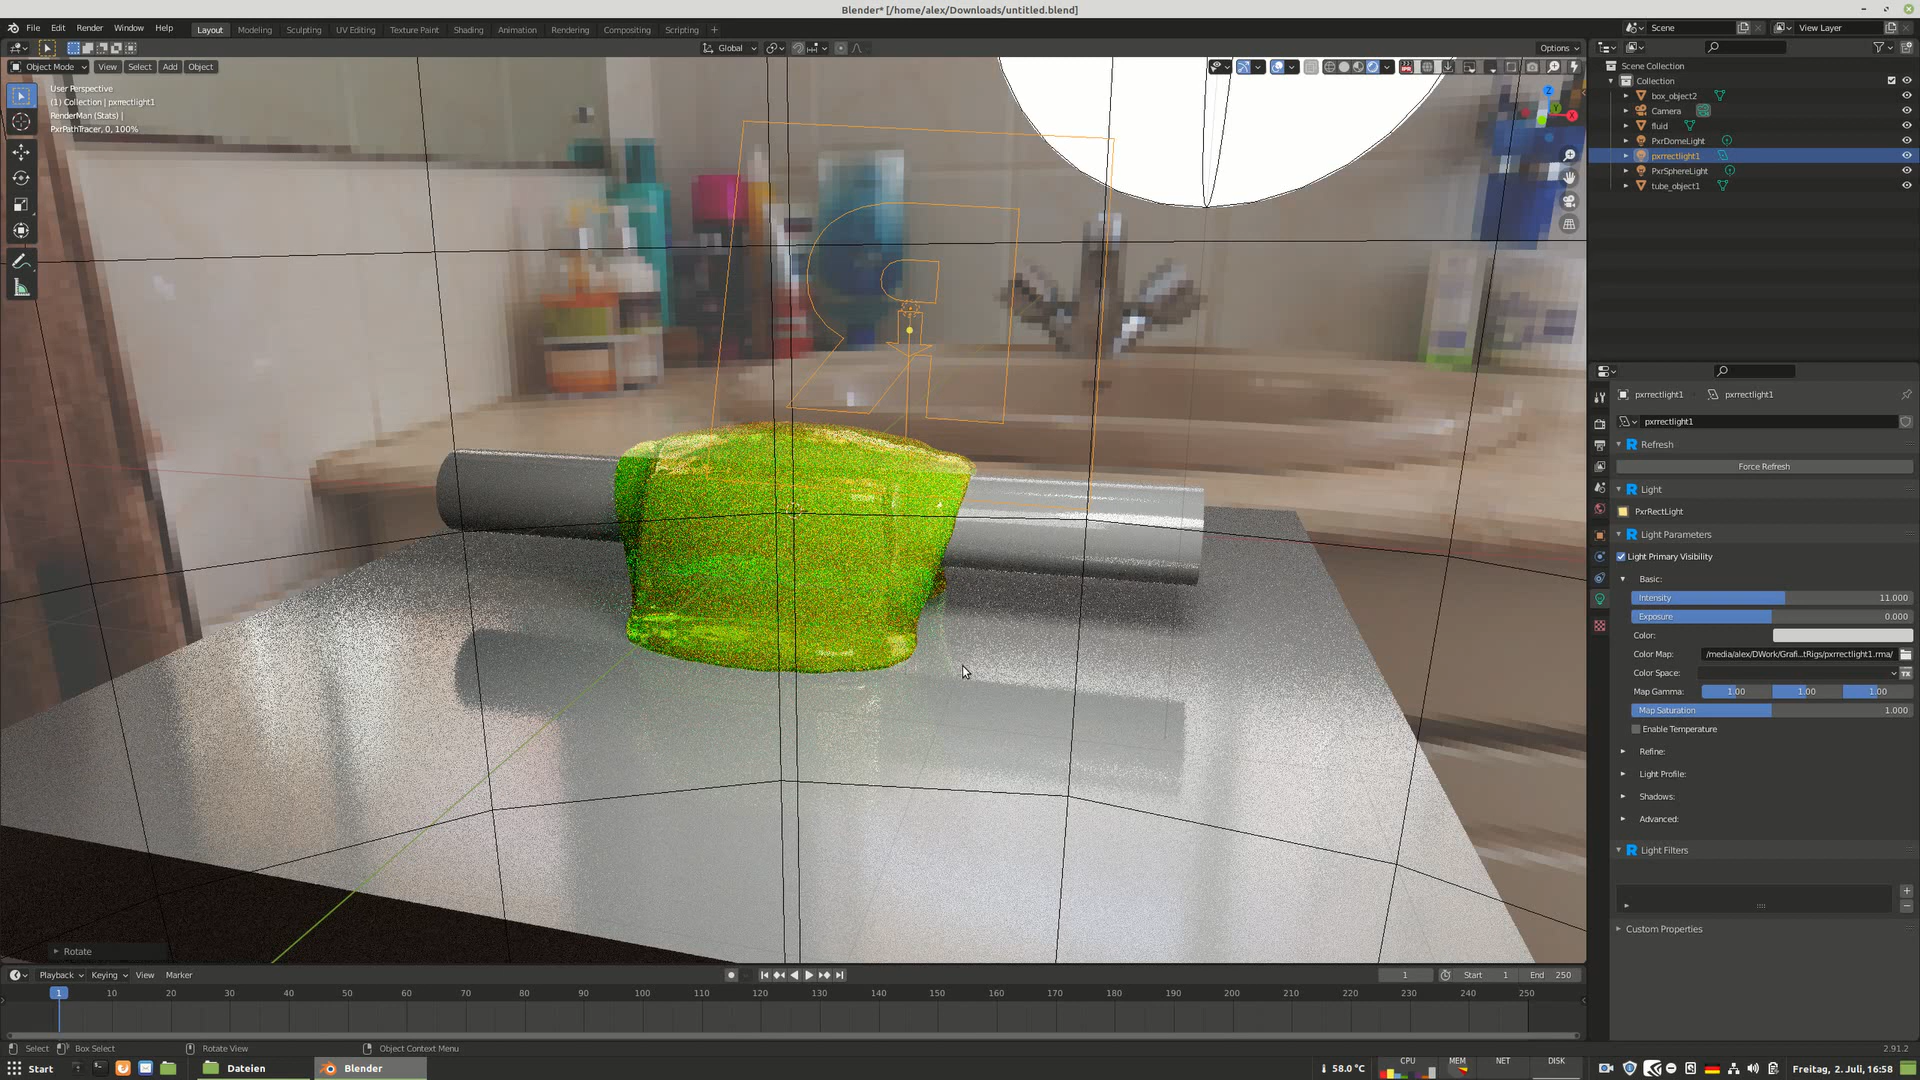 Blender* [/home/alex/Downloads/untitled.blend]
File Edit Render Window Help
Layout Modeling Sculpting UV Editing Texture Paint Shading Animation Rendering Compositing Scripting +
Scene
View Layer
Global
Options
Object Mode View Select Add Object
User Perspective
(1) Collection | pxrrectlight1
RenderMan (Stats) |
PxrPathTracer, 0, 100%
Z
Y
X
Scene Collection
Collection
box_object2
Camera
fluid
PxrDomeLight
pxrrectlight1
PxrSphereLight
tube_object1
pxrrectlight1 pxrrectlight1
pxrrectlight1
Refresh
Force Refresh
Light
PxrRectLight
Light Parameters
Light Primary Visibility
Basic:
Intensity 11.000
Exposure 0.000
Color:
Color Map: /media/alex/DWork/Grafi...tRigs/pxrrectlight1.rma/
Color Space:
Map Gamma: 1.00 1.00 1.00
Map Saturation 1.000
Enable Temperature
Refine:
Light Profile:
Shadows:
Advanced:
Light Filters
Custom Properties
Rotate
Playback Keying View Marker
1 Start 1 End 250
1 10 20 30 40 50 60 70 80 90 100 110 120 130 140 150 160 170 180 190 200 210 220 230 240 250
Select Box Select Rotate View Object Context Menu
2.91.2
Start Dateien Blender
58.0 °C CPU MEM NET DISK
Freitag, 2. Juli, 16:58